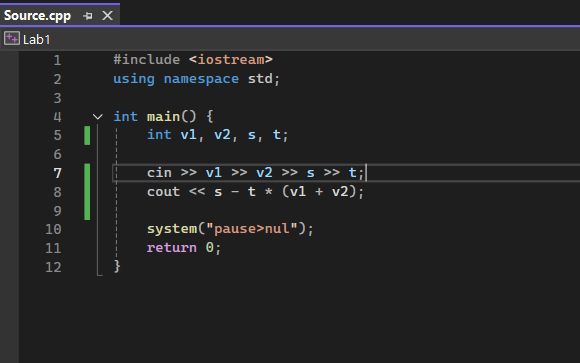 Source.cpp
Lab1
1 #include <iostream>
2 using namespace std;
3
4 int main() {
5 int v1, v2, s, t;
6
7 cin >> v1 >> v2 >> s >> t;
8 cout << s - t * (v1 + v2);
9
10 system("pause>nul");
11 return 0;
12 }